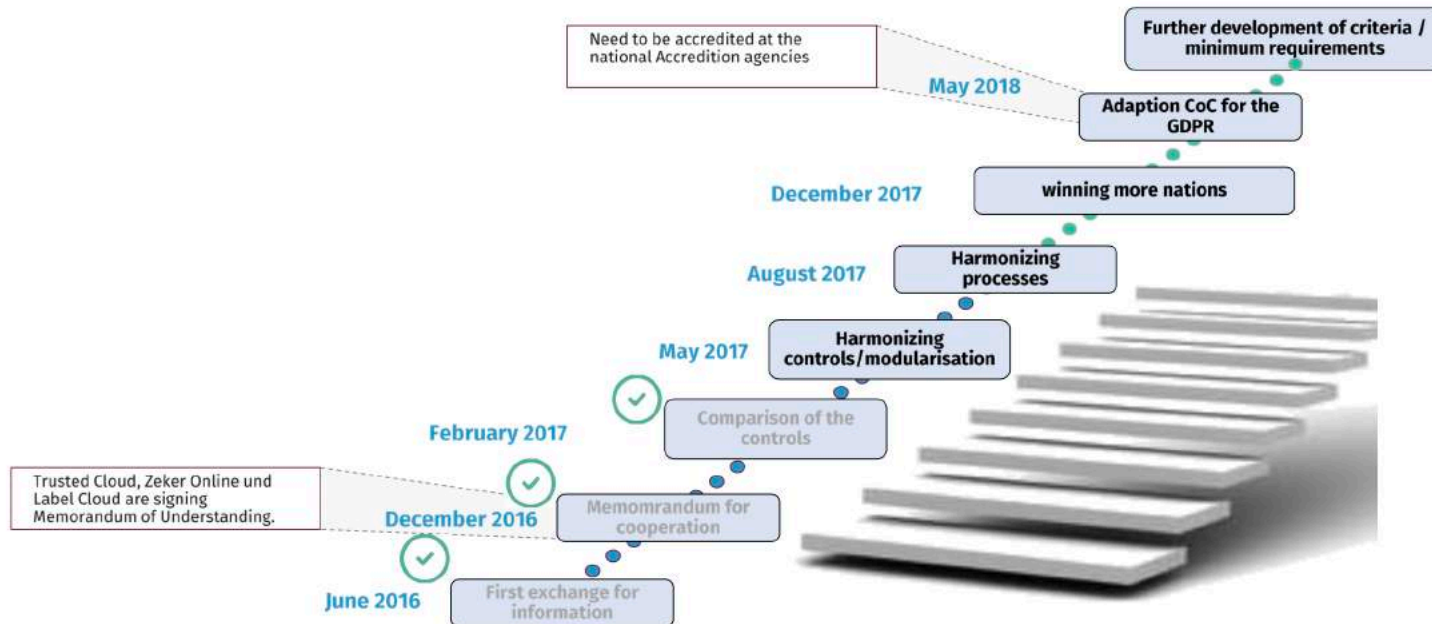 Further development of criteria /
minimum requirements
Need to be accredited at the
national Accredition agencies
May 2018
Adaption CoC for the
GDPR
December 2017
winning more nations
August 2017
Harmonizing
processes
May 2017
Harmonizing
controls/modularisation
February 2017
Comparison of the
controls
Trusted Cloud, Zeker Online und
Label Cloud are signing
Memorandum of Understanding.
December 2016
Memomrandum for
cooperation
June 2016
First exchange for
information